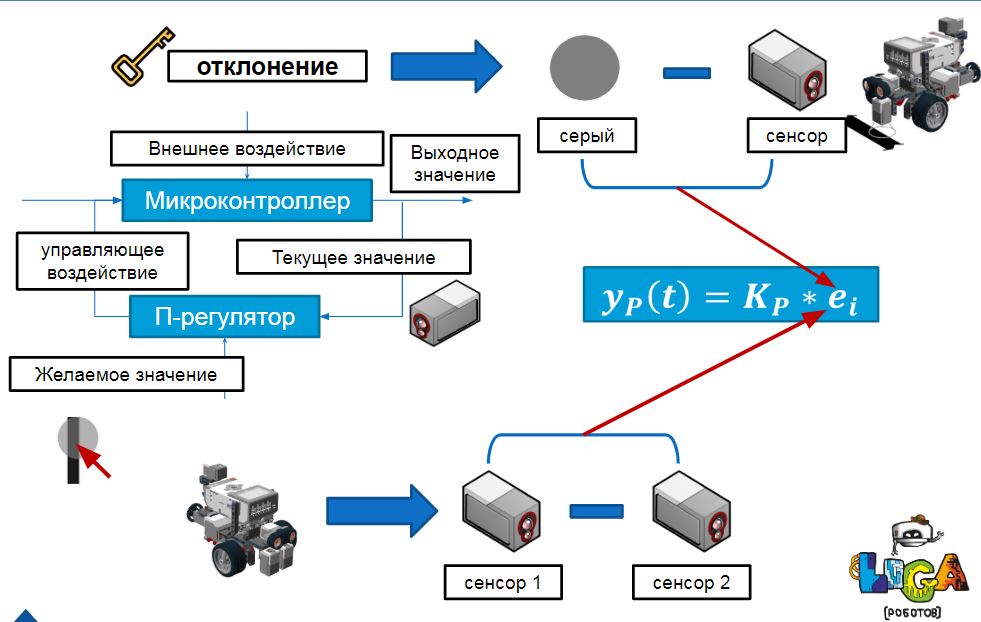 отклонение
серый
сенсор
Внешнее воздействие
Выходное
значение
Микроконтроллер
управляющее
воздействие
Текущее значение
y_P(t) = K_P * e_i
П-регулятор
Желаемое значение
сенсор 1
сенсор 2
LIGA
[РОБОТОВ]